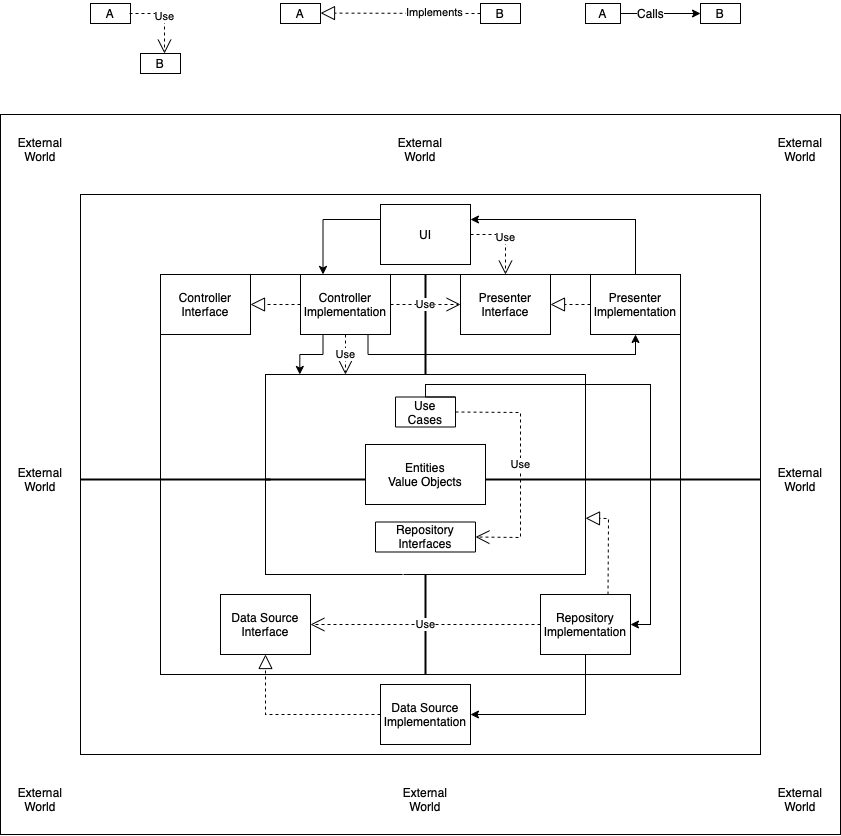 A
Use
B
A
Implements
B
A
Calls
B
External
World
External
World
External
World
UI
Use
Controller
Interface
Controller
Implementation
Use
Presenter
Interface
Presenter
Implementation
Use
Use
Cases
Use
External
World
Entities
Value Objects
External
World
Repository
Interfaces
Data Source
Interface
Use
Repository
Implementation
Data Source
Implementation
External
World
External
World
External
World